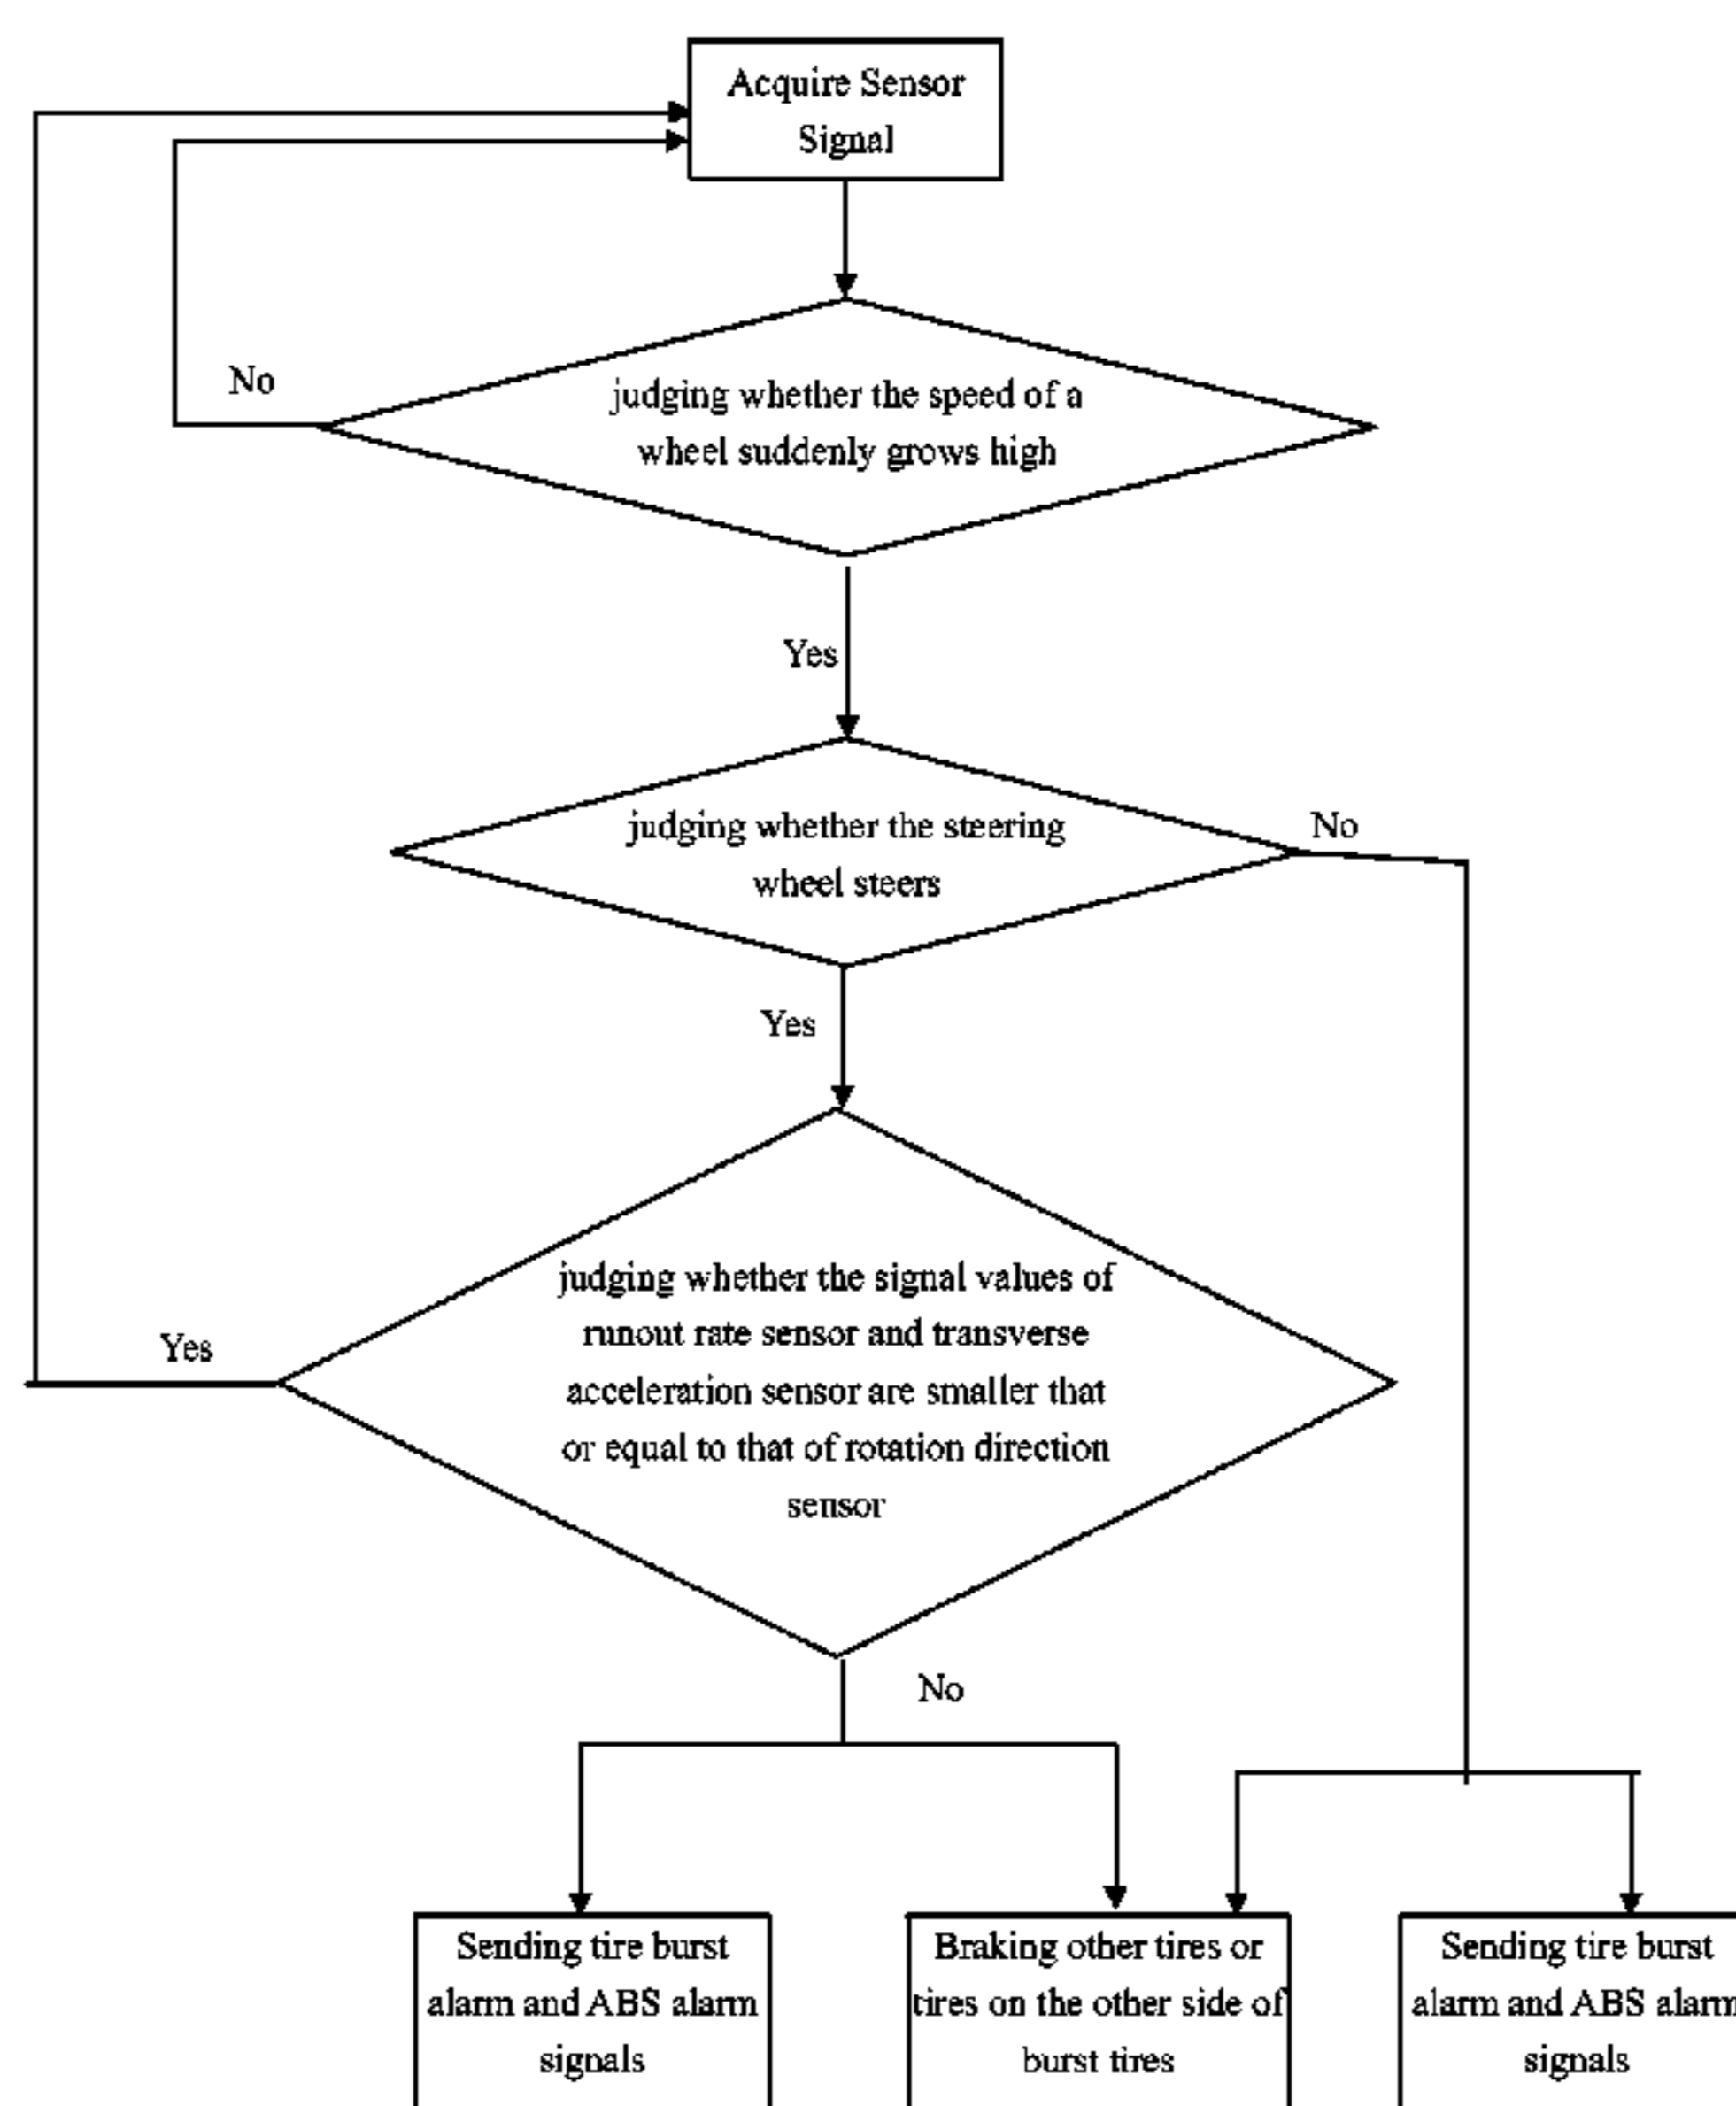 Acquire Sensor
Signal
No
judging whether the speed of a
wheel suddenly grows high
Yes
judging whether the steering
wheel steers
No
Yes
judging whether the signal values of
runout rate sensor and transverse
acceleration sensor are smaller that
or equal to that of rotation direction
sensor
Yes
No
Sending tire burst
alarm and ABS alarm
signals
Braking other tires or
tires on the other side of
burst tires
Sending tire burst
alarm and ABS alarm
signals